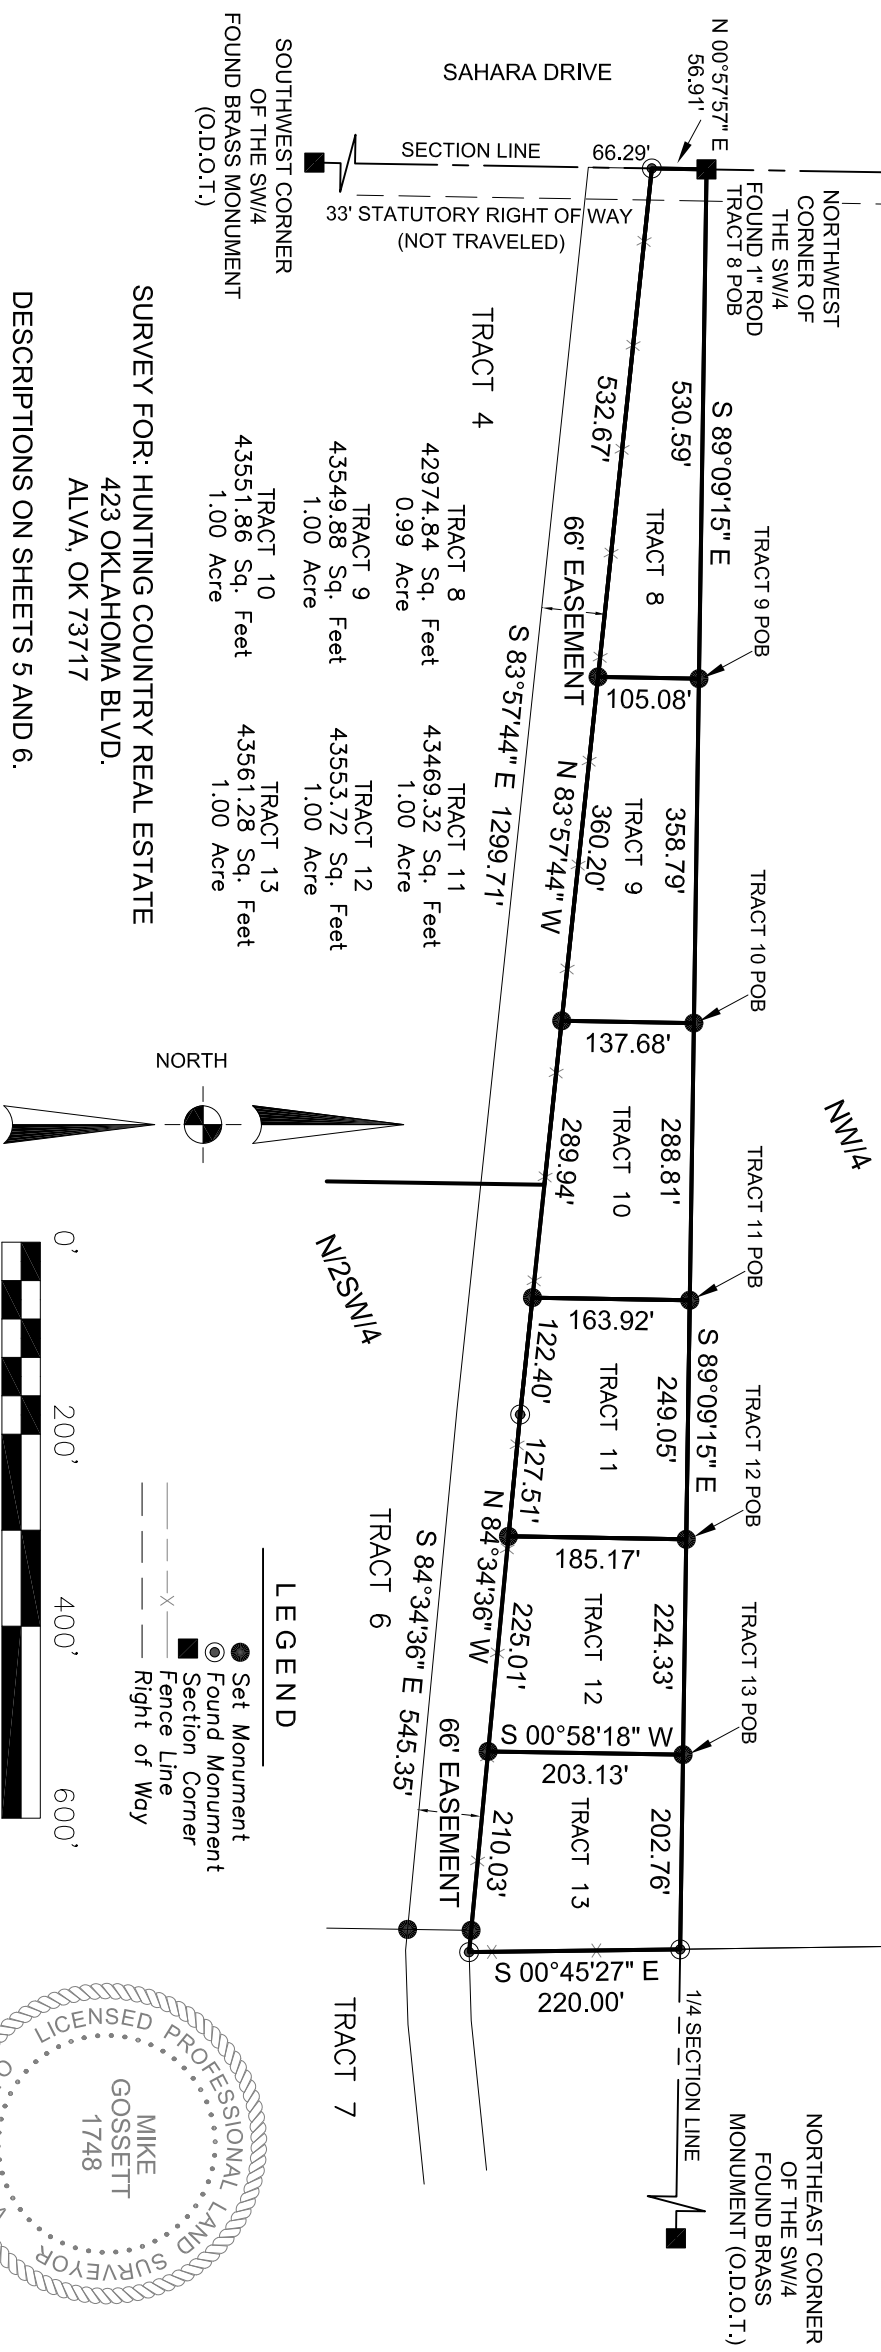 N 00°57'57" E
56.91'
NORTHWEST
CORNER OF
THE SW/4
FOUND 1" ROD
TRACT 8 POB
SAHARA DRIVE
SECTION LINE
66.29'
33' STATUTORY RIGHT OF WAY
(NOT TRAVELED)
SOUTHWEST CORNER
OF THE SW/4
FOUND BRASS MONUMENT
(O.D.O.T.)
NW/4
TRACT 9 POB
TRACT 10 POB
TRACT 11 POB
TRACT 12 POB
TRACT 13 POB
S 89°09'15" E
S 89°09'15" E
530.59'
358.79'
288.81'
249.05'
224.33'
202.76'
TRACT 8
TRACT 9
TRACT 10
TRACT 11
TRACT 12
TRACT 13
105.08'
137.68'
163.92'
185.17'
S 00°58'18" W
203.13'
S 00°45'27" E
220.00'
532.67'
360.20'
289.94'
122.40'
127.51'
225.01'
210.03'
N 83°57'44" W
N 84°34'36" W
66' EASEMENT
66' EASEMENT
S 83°57'44" E 1299.71'
S 84°34'36" E 545.35'
1/4 SECTION LINE
NORTHEAST CORNER
OF THE SW/4
FOUND BRASS
MONUMENT (O.D.O.T.)
TRACT 4
N/2SW/4
TRACT 6
TRACT 7
TRACT 8
42974.84 Sq. Feet
0.99 Acre
TRACT 9
43549.88 Sq. Feet
1.00 Acre
TRACT 10
43551.86 Sq. Feet
1.00 Acre
TRACT 11
43469.32 Sq. Feet
1.00 Acre
TRACT 12
43553.72 Sq. Feet
1.00 Acre
TRACT 13
43561.28 Sq. Feet
1.00 Acre
SURVEY FOR: HUNTING COUNTRY REAL ESTATE
423 OKLAHOMA BLVD.
ALVA, OK 73717
DESCRIPTIONS ON SHEETS 5 AND 6.
NORTH
0' 200' 400' 600'
LEGEND
Set Monument
Found Monument
Section Corner
Fence Line
Right of Way
LICENSED PROFESSIONAL LAND SURVEYOR
MIKE
GOSSETT
1748